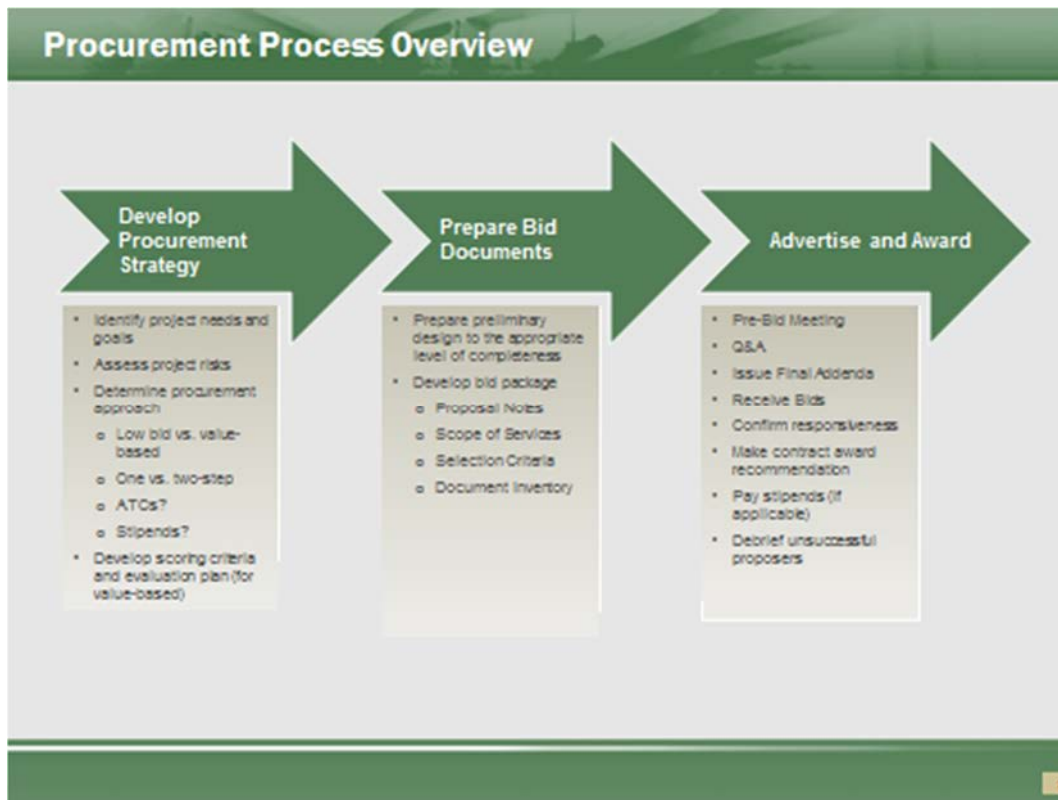 Procurement Process Overview
Develop
Procurement
Strategy
• Identify project needs and
goals
• Assess project risks
• Determine procurement
approach
o Low bid vs. value-
based
o One vs. two-step
o ATCs?
o Stipends?
• Develop scoring criteria
and evaluation plan (for
value-based)
Prepare Bid
Documents
• Prepare preliminary
design to the appropriate
level of completeness
• Develop bid package
o Proposal Notes
o Scope of Services
o Selection Criteria
o Document Inventory
Advertise and Award
• Pre-Bid Meeting
• Q&A
• Issue Final Addenda
• Receive Bids
• Confirm responsiveness
• Make contract award
recommendation
• Pay stipends (if
applicable)
• Debrief unsuccessful
proposers